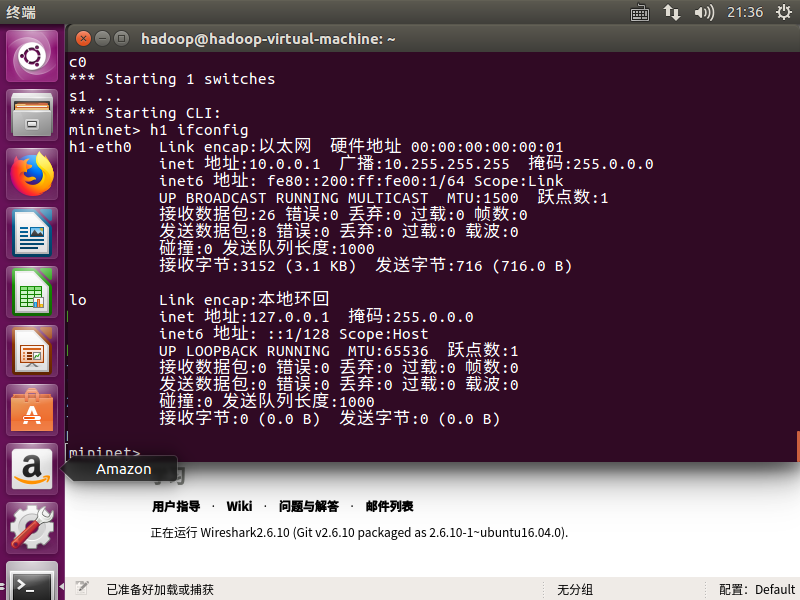 终端
21:36
hadoop@hadoop-virtual-machine: ~
c0
*** Starting 1 switches
s1 ...
*** Starting CLI:
mininet> h1 ifconfig
h1-eth0   Link encap:以太网  硬件地址 00:00:00:00:00:01
inet 地址:10.0.0.1  广播:10.255.255.255  掩码:255.0.0.0
inet6 地址: fe80::200:ff:fe00:1/64 Scope:Link
UP BROADCAST RUNNING MULTICAST  MTU:1500  跃点数:1
接收数据包:26 错误:0 丢弃:0 过载:0 帧数:0
发送数据包:8 错误:0 丢弃:0 过载:0 载波:0
碰撞:0 发送队列长度:1000
接收字节:3152 (3.1 KB)  发送字节:716 (716.0 B)
lo        Link encap:本地环回
inet 地址:127.0.0.1  掩码:255.0.0.0
inet6 地址: ::1/128 Scope:Host
UP LOOPBACK RUNNING  MTU:65536  跃点数:1
接收数据包:0 错误:0 丢弃:0 过载:0 帧数:0
发送数据包:0 错误:0 丢弃:0 过载:0 载波:0
碰撞:0 发送队列长度:1000
接收字节:0 (0.0 B)  发送字节:0 (0.0 B)
mininet>
Amazon
用户指导 · Wiki · 问题与解答 · 邮件列表
正在运行 Wireshark2.6.10 (Git v2.6.10 packaged as 2.6.10-1~ubuntu16.04.0).
已准备好加载或捕获
无分组
配置：Default